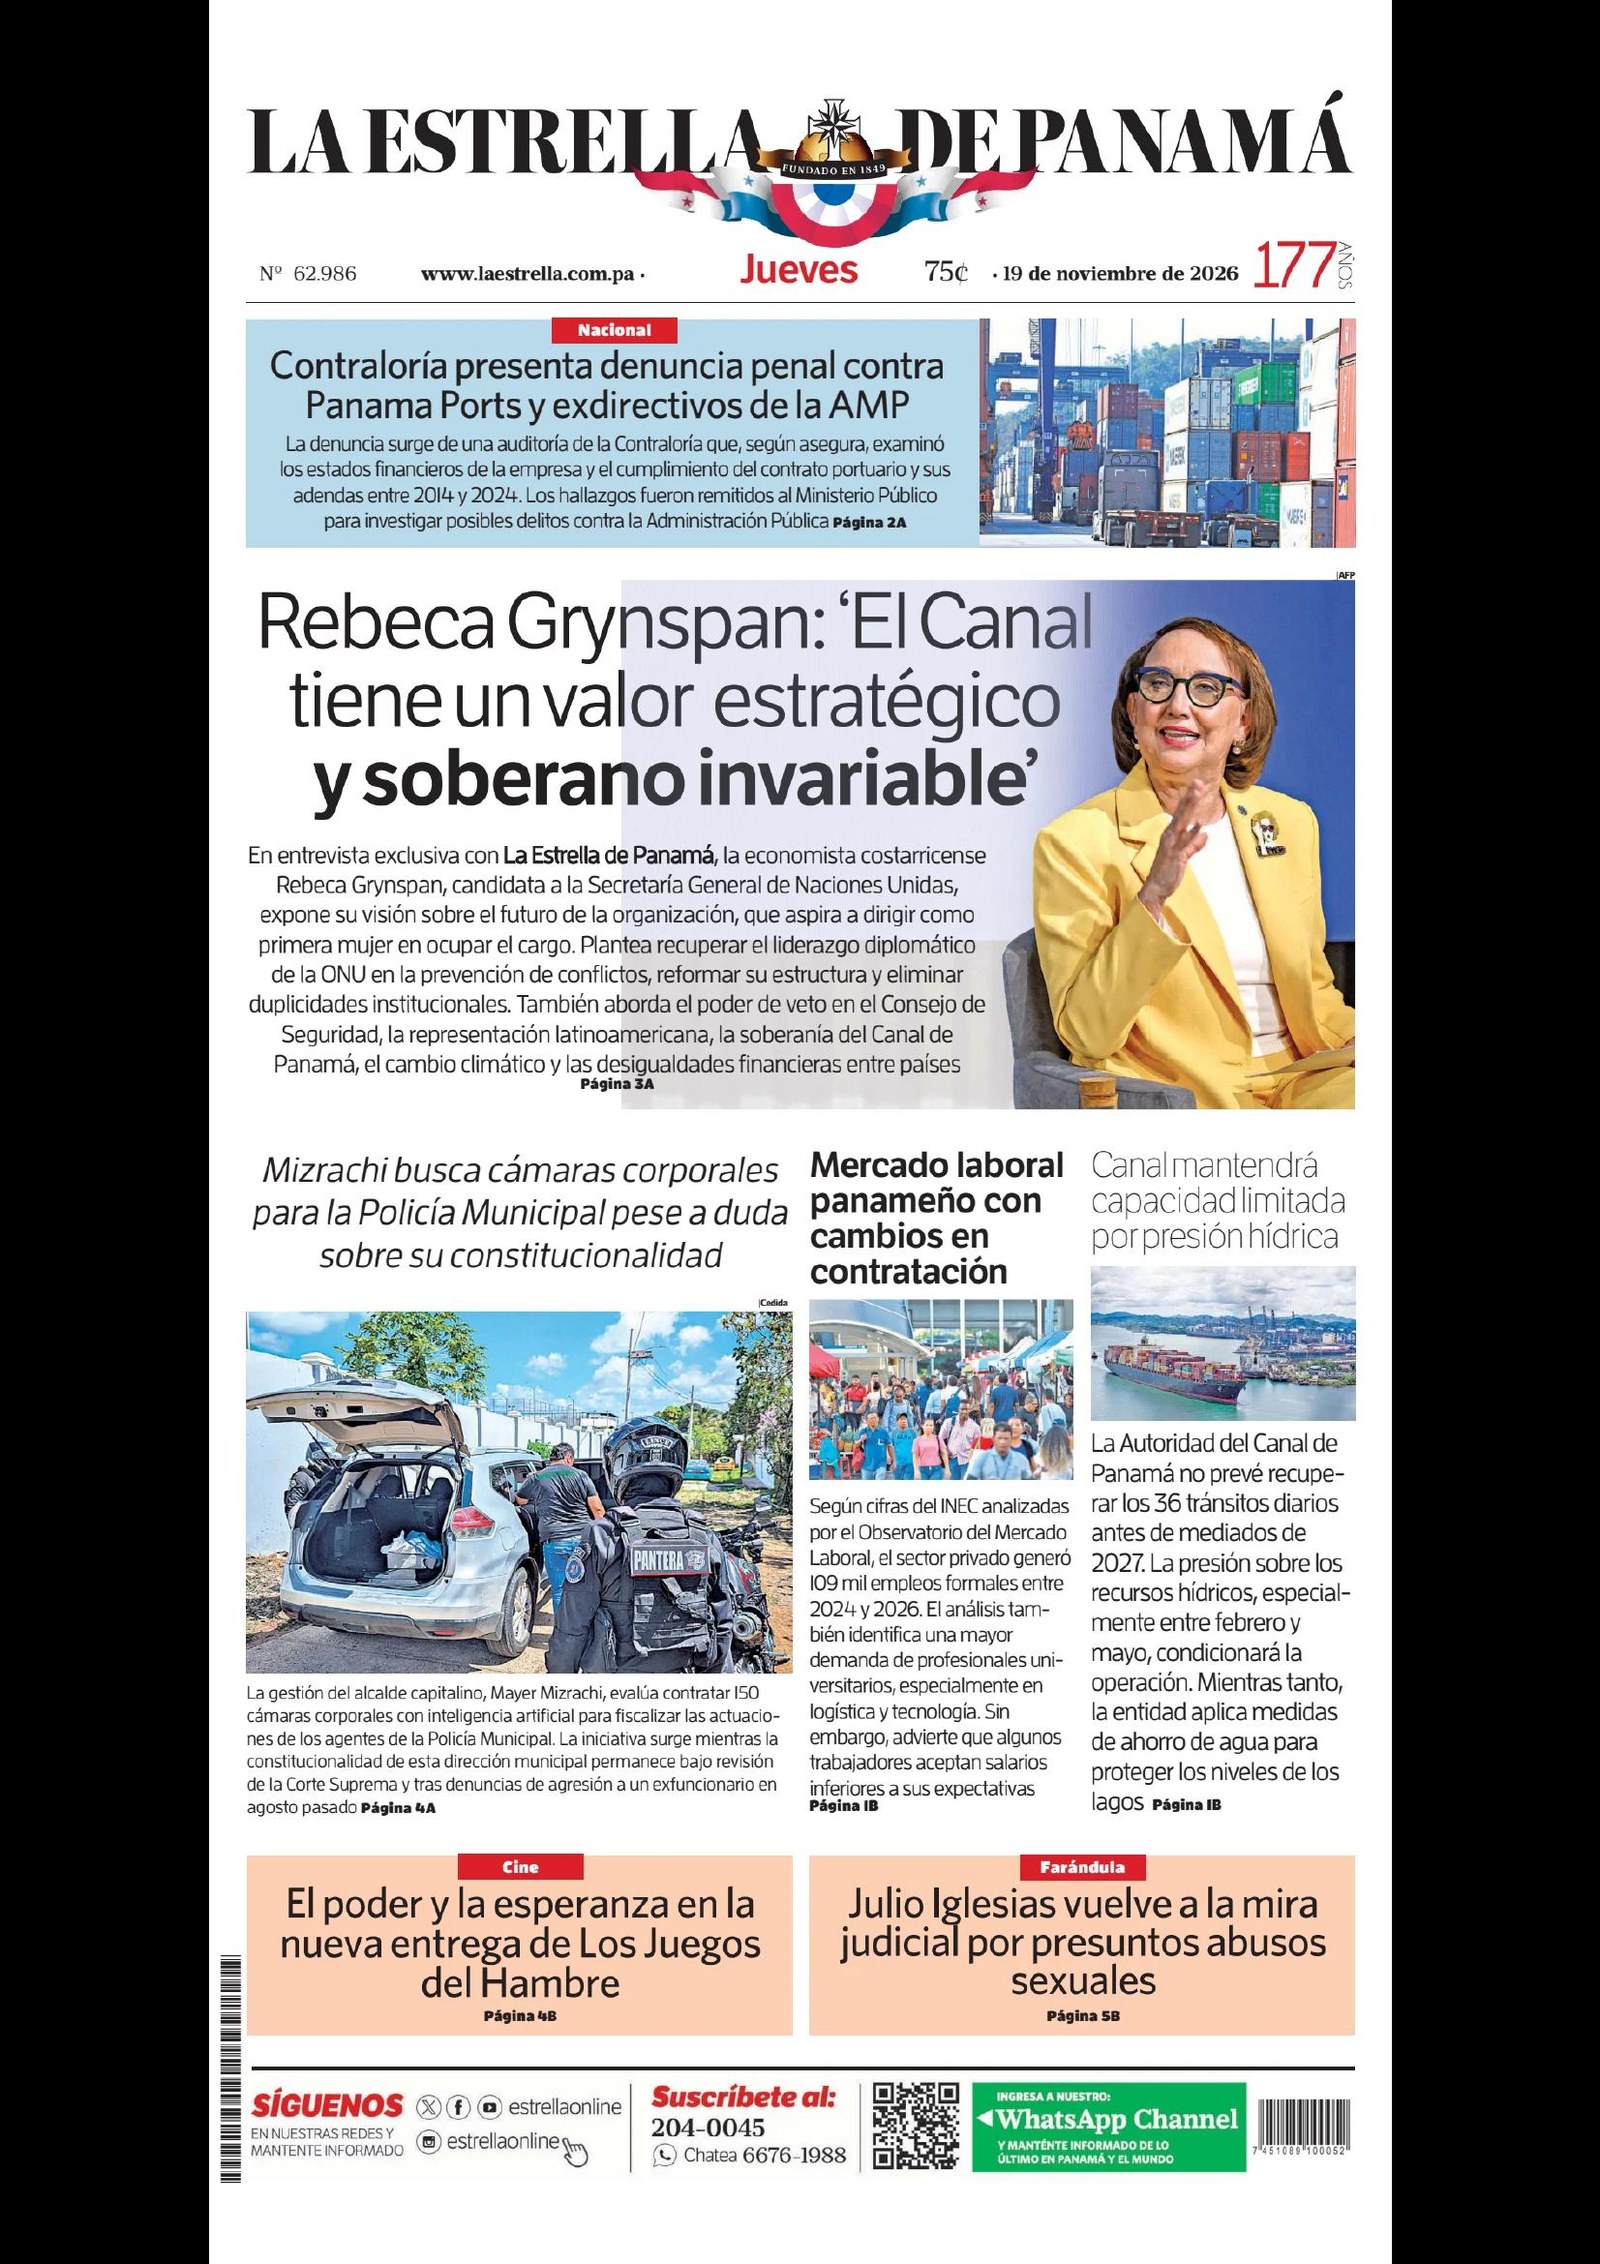 LA ESTRELLA DE PANAMÁ
FUNDADO EN 1849
Nº 62.986
www.laestrella.com.pa ·
Jueves
75¢
· 19 de noviembre de 2026
177 AÑOS
Nacional
Contraloría presenta denuncia penal contra
Panama Ports y exdirectivos de la AMP
La denuncia surge de una auditoría de la Contraloría que, según asegura, examinó
los estados financieros de la empresa y el cumplimiento del contrato portuario y sus
adendas entre 2014 y 2024. Los hallazgos fueron remitidos al Ministerio Público
para investigar posibles delitos contra la Administración Pública Página 2A
|AFP
Rebeca Grynspan: ‘El Canal
tiene un valor estratégico
y soberano invariable’
En entrevista exclusiva con La Estrella de Panamá, la economista costarricense
Rebeca Grynspan, candidata a la Secretaría General de Naciones Unidas,
expone su visión sobre el futuro de la organización, que aspira a dirigir como
primera mujer en ocupar el cargo. Plantea recuperar el liderazgo diplomático
de la ONU en la prevención de conflictos, reformar su estructura y eliminar
duplicidades institucionales. También aborda el poder de veto en el Consejo de
Seguridad, la representación latinoamericana, la soberanía del Canal de
Panamá, el cambio climático y las desigualdades financieras entre países
Página 3A
Mizrachi busca cámaras corporales
para la Policía Municipal pese a duda
sobre su constitucionalidad
|Cedida
LINCE
PANTERA
La gestión del alcalde capitalino, Mayer Mizrachi, evalúa contratar 150
cámaras corporales con inteligencia artificial para fiscalizar las actuacio-
nes de los agentes de la Policía Municipal. La iniciativa surge mientras la
constitucionalidad de esta dirección municipal permanece bajo revisión
de la Corte Suprema y tras denuncias de agresión a un exfuncionario en
agosto pasado Página 4A
Mercado laboral
panameño con
cambios en
contratación
Según cifras del INEC analizadas
por el Observatorio del Mercado
Laboral, el sector privado generó
109 mil empleos formales entre
2024 y 2026. El análisis tam-
bién identifica una mayor
demanda de profesionales uni-
versitarios, especialmente en
logística y tecnología. Sin
embargo, advierte que algunos
trabajadores aceptan salarios
inferiores a sus expectativas
Página 1B
Canal mantendrá
capacidad limitada
por presión hídrica
La Autoridad del Canal de
Panamá no prevé recupe-
rar los 36 tránsitos diarios
antes de mediados de
2027. La presión sobre los
recursos hídricos, especial-
mente entre febrero y
mayo, condicionará la
operación. Mientras tanto,
la entidad aplica medidas
de ahorro de agua para
proteger los niveles de los
lagos Página 1B
Cine
El poder y la esperanza en la
nueva entrega de Los Juegos
del Hambre
Página 4B
Farándula
Julio Iglesias vuelve a la mira
judicial por presuntos abusos
sexuales
Página 5B
SÍGUENOS
EN NUESTRAS REDES Y
MANTENTE INFORMADO
estrellaonline
estrellaonline
Suscríbete al:
204-0045
Chatea 6676-1988
INGRESA A NUESTRO:
WhatsApp Channel
Y MANTÉNTE INFORMADO DE LO
ÚLTIMO EN PANAMÁ Y EL MUNDO
7 451089 100052